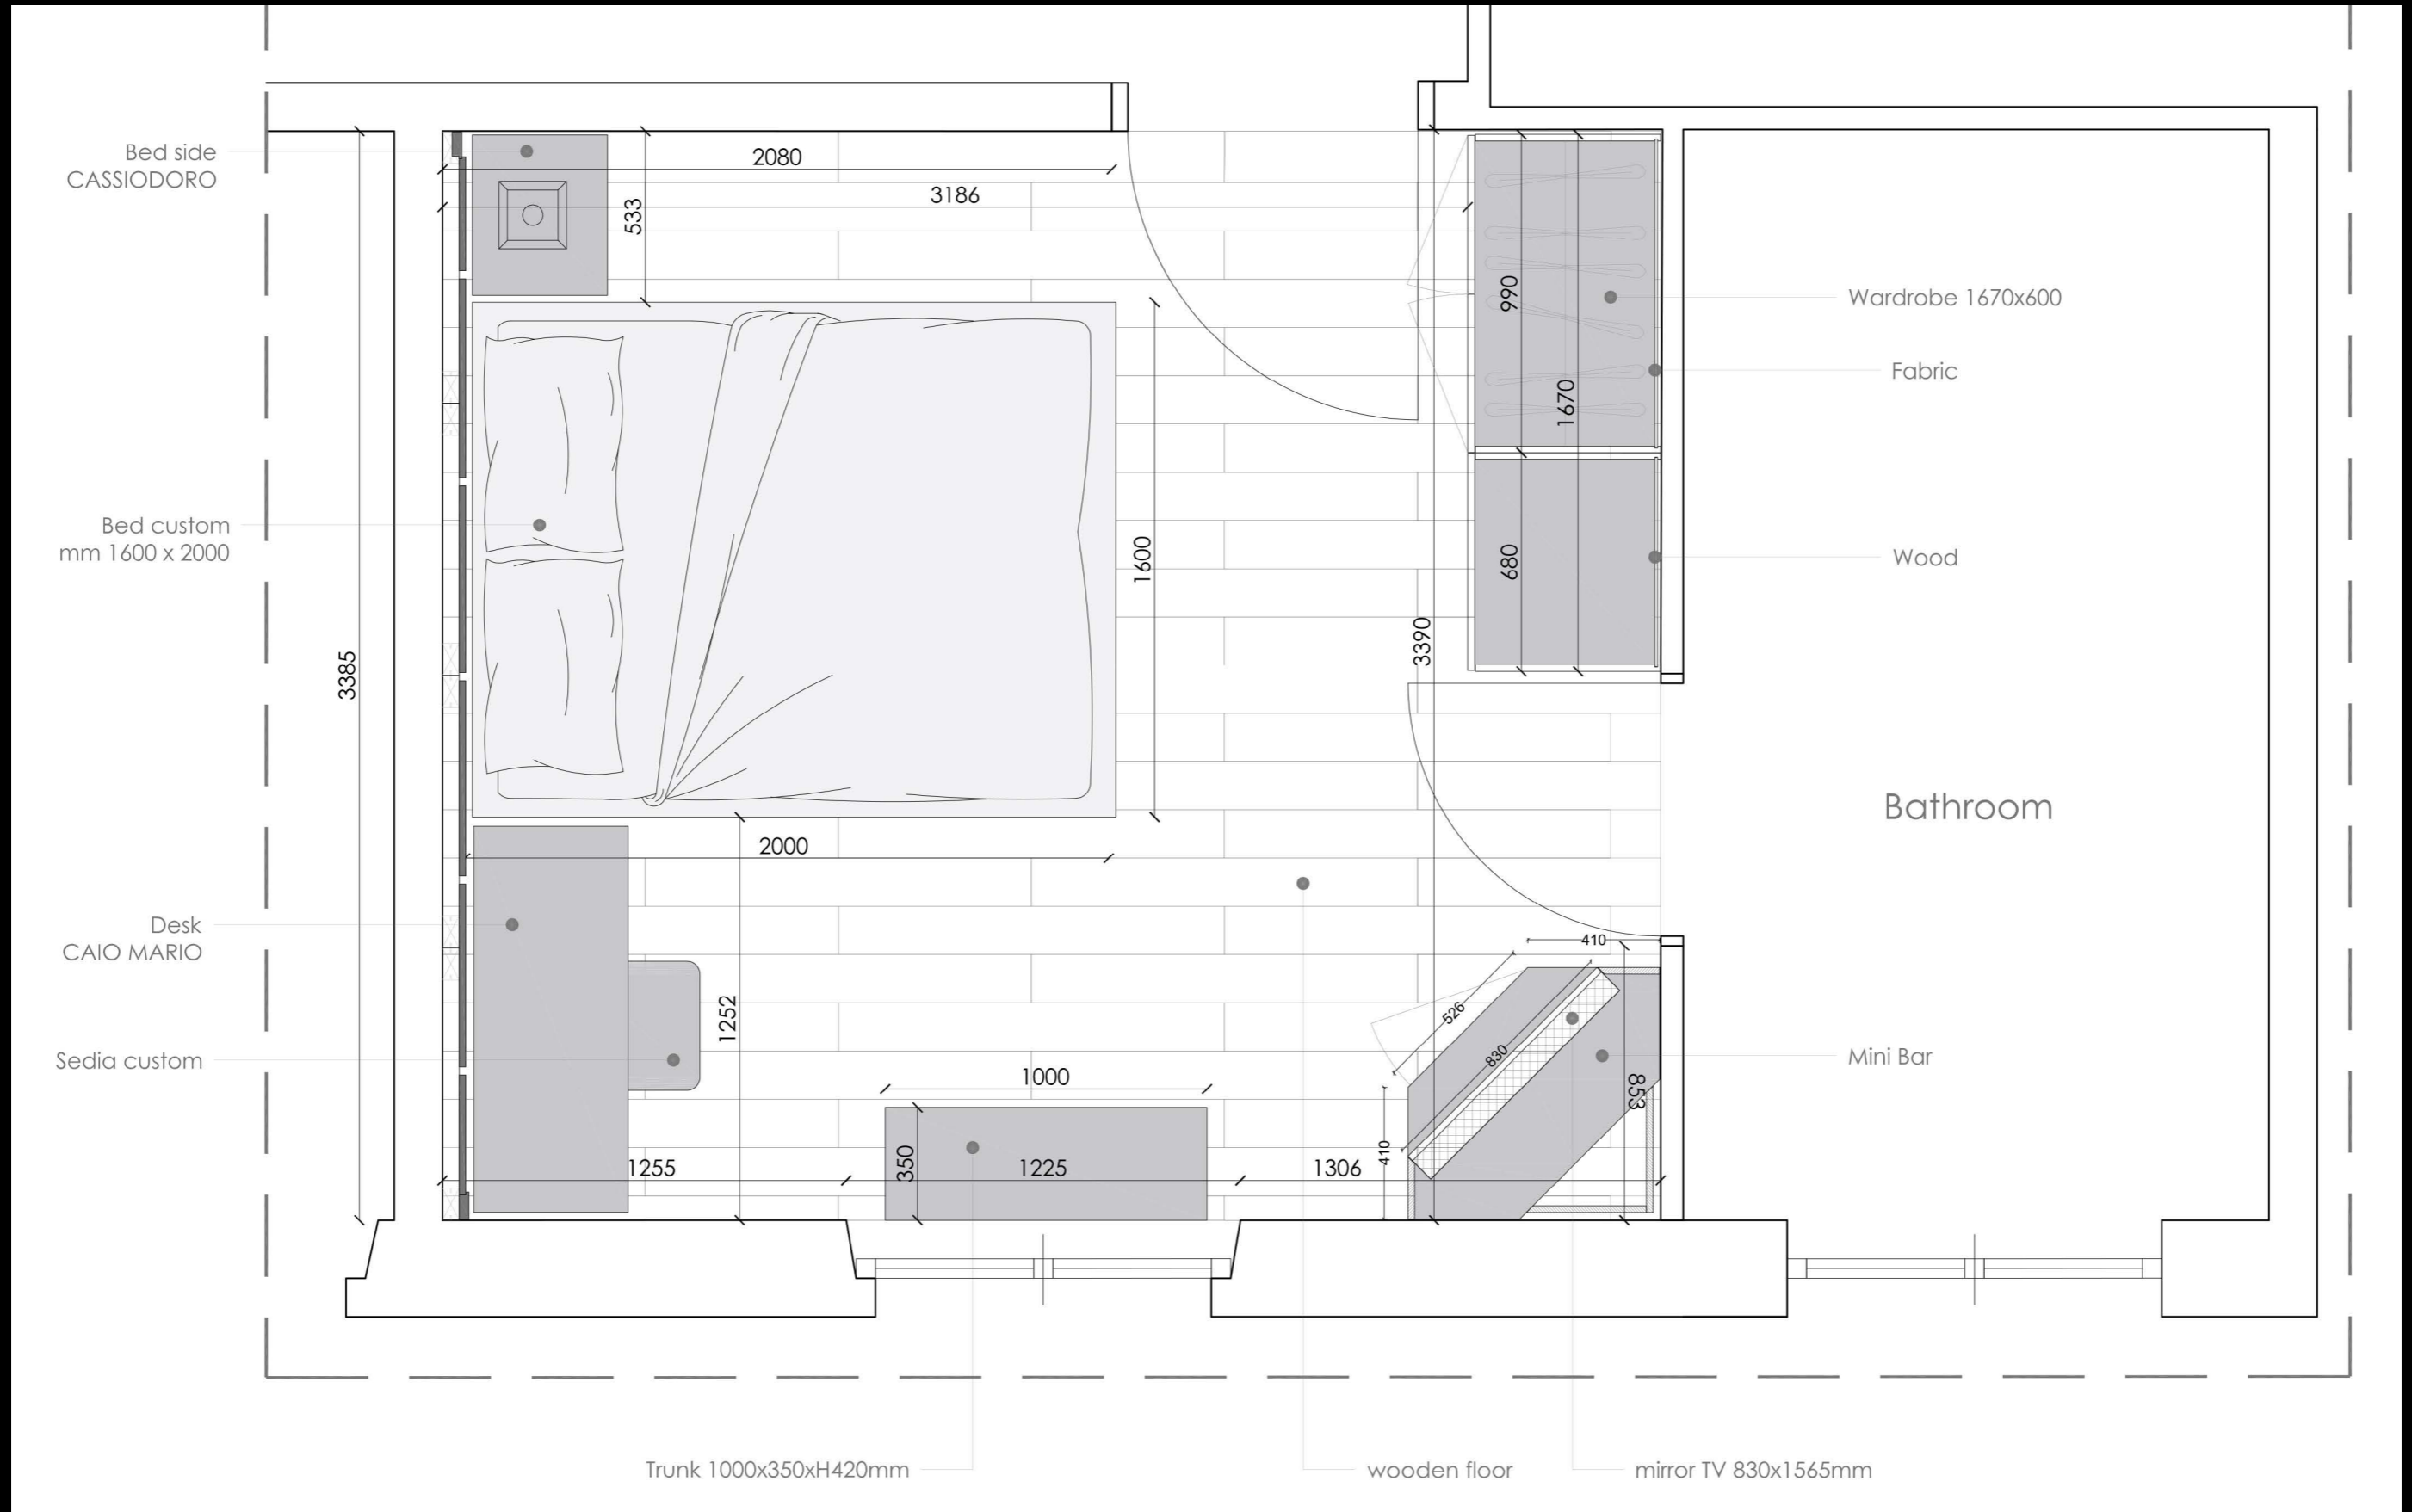 Bed side
CASSIODORO
2080
3186
533
990
1670
Wardrobe 1670x600
Fabric
Bed custom
mm 1600 x 2000
1600
680
Wood
3390
3385
Bathroom
2000
Desk
CAIO MARIO
410
1252
526
830
853
Mini Bar
Sedia custom
1000
350
410
1255
1225
1306
Trunk 1000x350xH420mm
wooden floor
mirror TV 830x1565mm